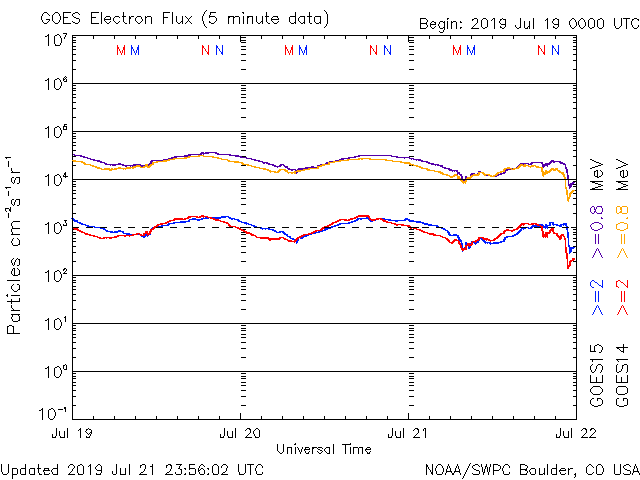 GOES Electron Flux (5 minute data)
Begin: 2019 Jul 19 0000 UTC
10⁷
M M N N M M N N M M N N
10⁶
10⁵
10⁴
10³
10²
10¹
10⁰
10⁻¹
Particles cm⁻²s⁻¹sr⁻¹
Jul 19 Jul 20 Jul 21 Jul 22
Universal Time
GOES15 >=2 >=0.8 MeV
GOES14 >=2 >=0.8 MeV
Updated 2019 Jul 21 23:56:02 UTC
NOAA/SWPC Boulder, CO USA